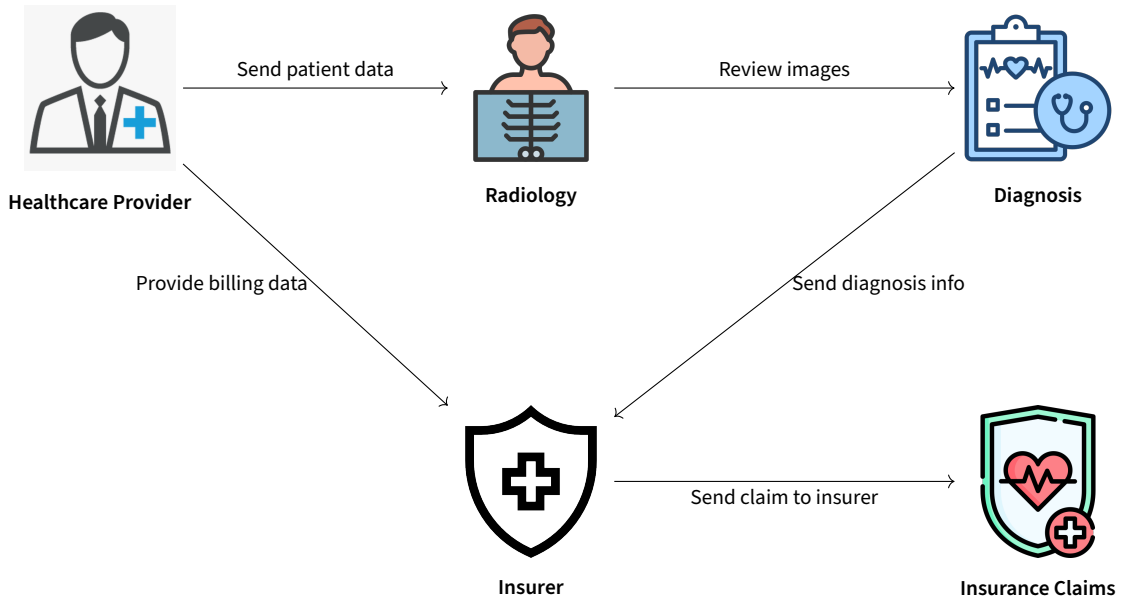 Send patient data
Review images
Healthcare Provider
Radiology
Diagnosis
Provide billing data
Send diagnosis info
Send claim to insurer
Insurer
Insurance Claims